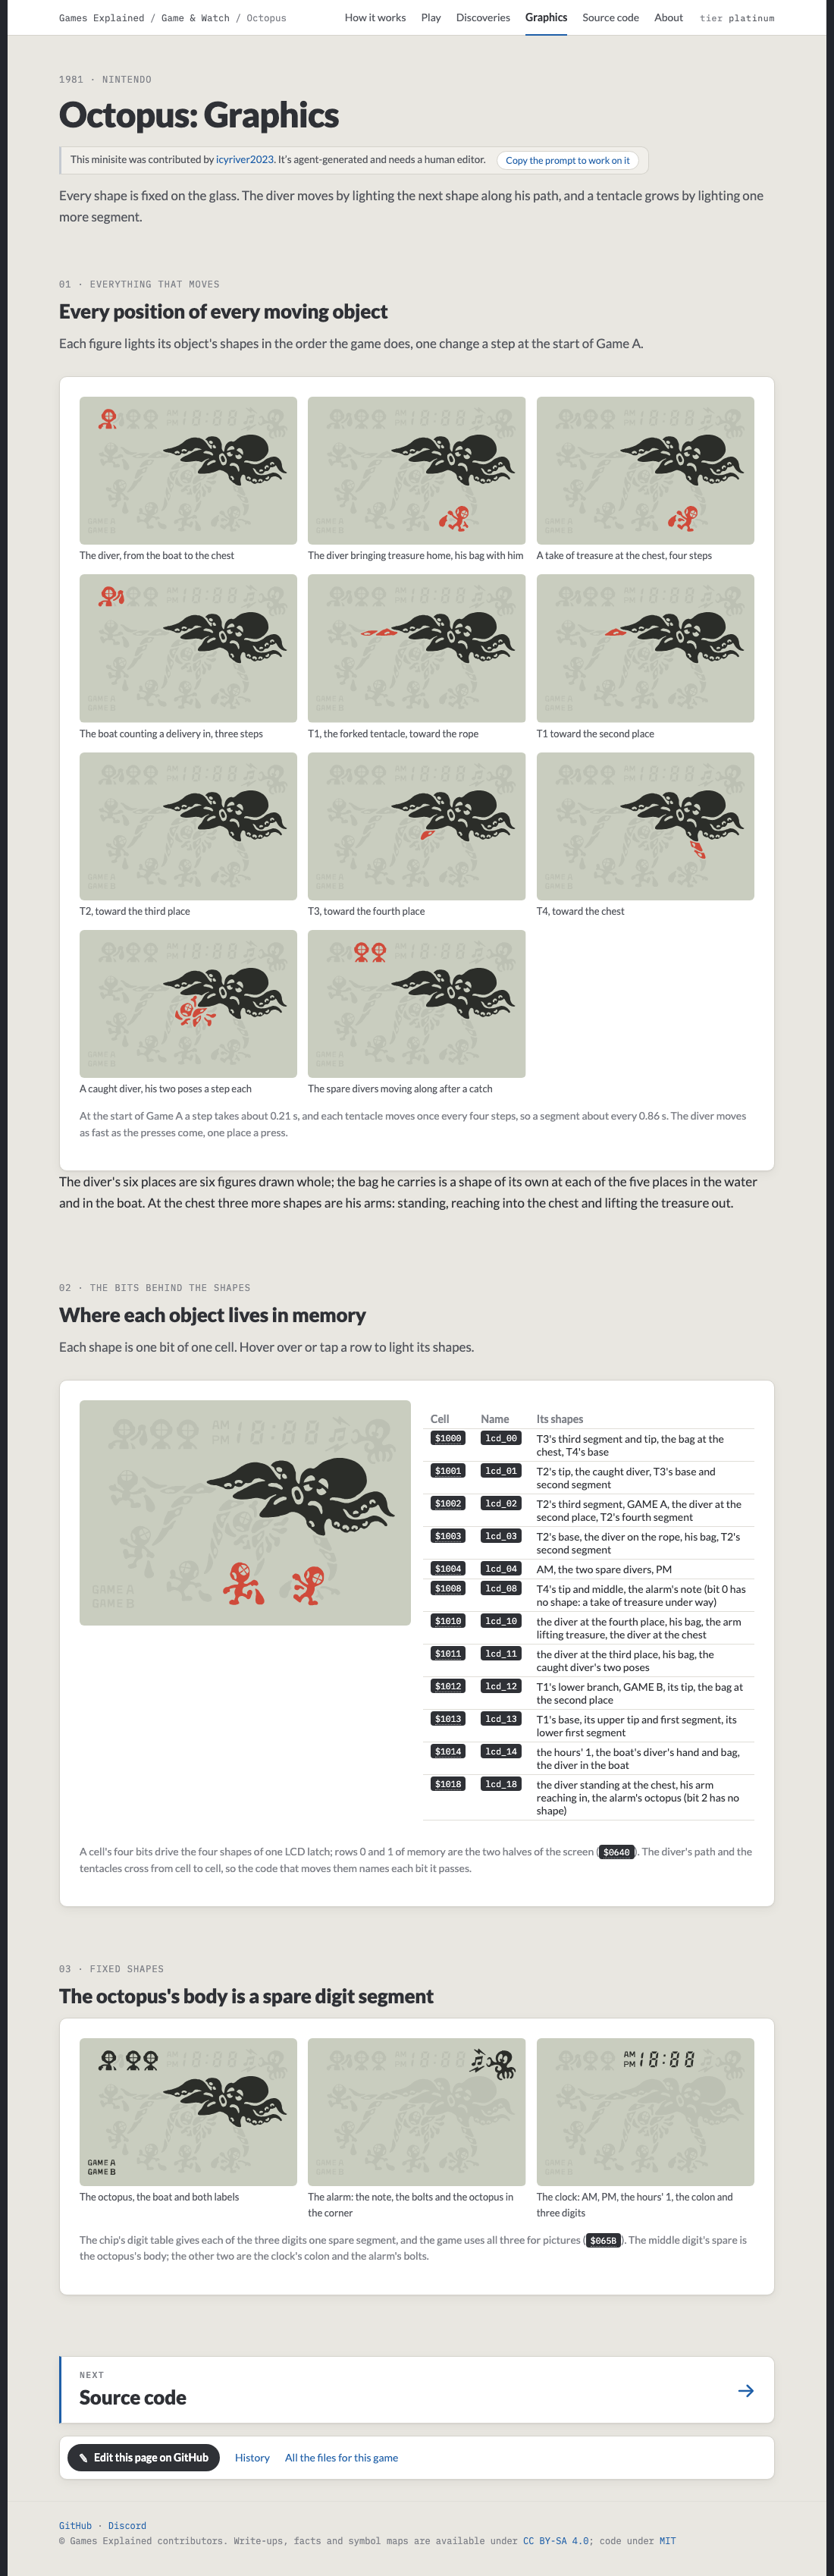 Games Explained / Game & Watch / Octopus
How it works Play Discoveries Graphics Source code About tier platinum
1981 · NINTENDO
Octopus: Graphics
This minisite was contributed by icyriver2023. It's agent-generated and needs a human editor. Copy the prompt to work on it
Every shape is fixed on the glass. The diver moves by lighting the next shape along his path, and a tentacle grows by lighting one
more segment.
01 · EVERYTHING THAT MOVES
Every position of every moving object
Each figure lights its object's shapes in the order the game does, one change a step at the start of Game A.
The diver, from the boat to the chest
The diver bringing treasure home, his bag with him
A take of treasure at the chest, four steps
The boat counting a delivery in, three steps
T1, the forked tentacle, toward the rope
T1 toward the second place
T2, toward the third place
T3, toward the fourth place
T4, toward the chest
A caught diver, his two poses a step each
The spare divers moving along after a catch
At the start of Game A a step takes about 0.21 s, and each tentacle moves once every four steps, so a segment about every 0.86 s. The diver moves
as fast as the presses come, one place a press.
The diver's six places are six figures drawn whole; the bag he carries is a shape of its own at each of the five places in the water
and in the boat. At the chest three more shapes are his arms: standing, reaching into the chest and lifting the treasure out.
02 · THE BITS BEHIND THE SHAPES
Where each object lives in memory
Each shape is one bit of one cell. Hover over or tap a row to light its shapes.
AM
PM 18:88
GAME A
GAME B
Cell Name Its shapes
$1000 lcd_00 T3's third segment and tip, the bag at the
chest, T4's base
$1001 lcd_01 T2's tip, the caught diver, T3's base and
second segment
$1002 lcd_02 T2's third segment, GAME A, the diver at the
second place, T2's fourth segment
$1003 lcd_03 T2's base, the diver on the rope, his bag, T2's
second segment
$1004 lcd_04 AM, the two spare divers, PM
$1008 lcd_08 T4's tip and middle, the alarm's note (bit 0 has
no shape: a take of treasure under way)
$1010 lcd_10 the diver at the fourth place, his bag, the arm
lifting treasure, the diver at the chest
$1011 lcd_11 the diver at the third place, his bag, the
caught diver's two poses
$1012 lcd_12 T1's lower branch, GAME B, its tip, the bag at
the second place
$1013 lcd_13 T1's base, its upper tip and first segment, its
lower first segment
$1014 lcd_14 the hours' 1, the boat's diver's hand and bag,
the diver in the boat
$1018 lcd_18 the diver standing at the chest, his arm
reaching in, the alarm's octopus (bit 2 has no
shape)
A cell's four bits drive the four shapes of one LCD latch; rows 0 and 1 of memory are the two halves of the screen ($0640). The diver's path and the
tentacles cross from cell to cell, so the code that moves them names each bit it passes.
03 · FIXED SHAPES
The octopus's body is a spare digit segment
GAME A
GAME B
AM
PM 18:88
The octopus, the boat and both labels
The alarm: the note, the bolts and the octopus in
the corner
The clock: AM, PM, the hours' 1, the colon and
three digits
The chip's digit table gives each of the three digits one spare segment, and the game uses all three for pictures ($065B). The middle digit's spare is
the octopus's body; the other two are the clock's colon and the alarm's bolts.
NEXT
Source code
Edit this page on GitHub History All the files for this game
GitHub · Discord
© Games Explained contributors. Write-ups, facts and symbol maps are available under CC BY-SA 4.0; code under MIT